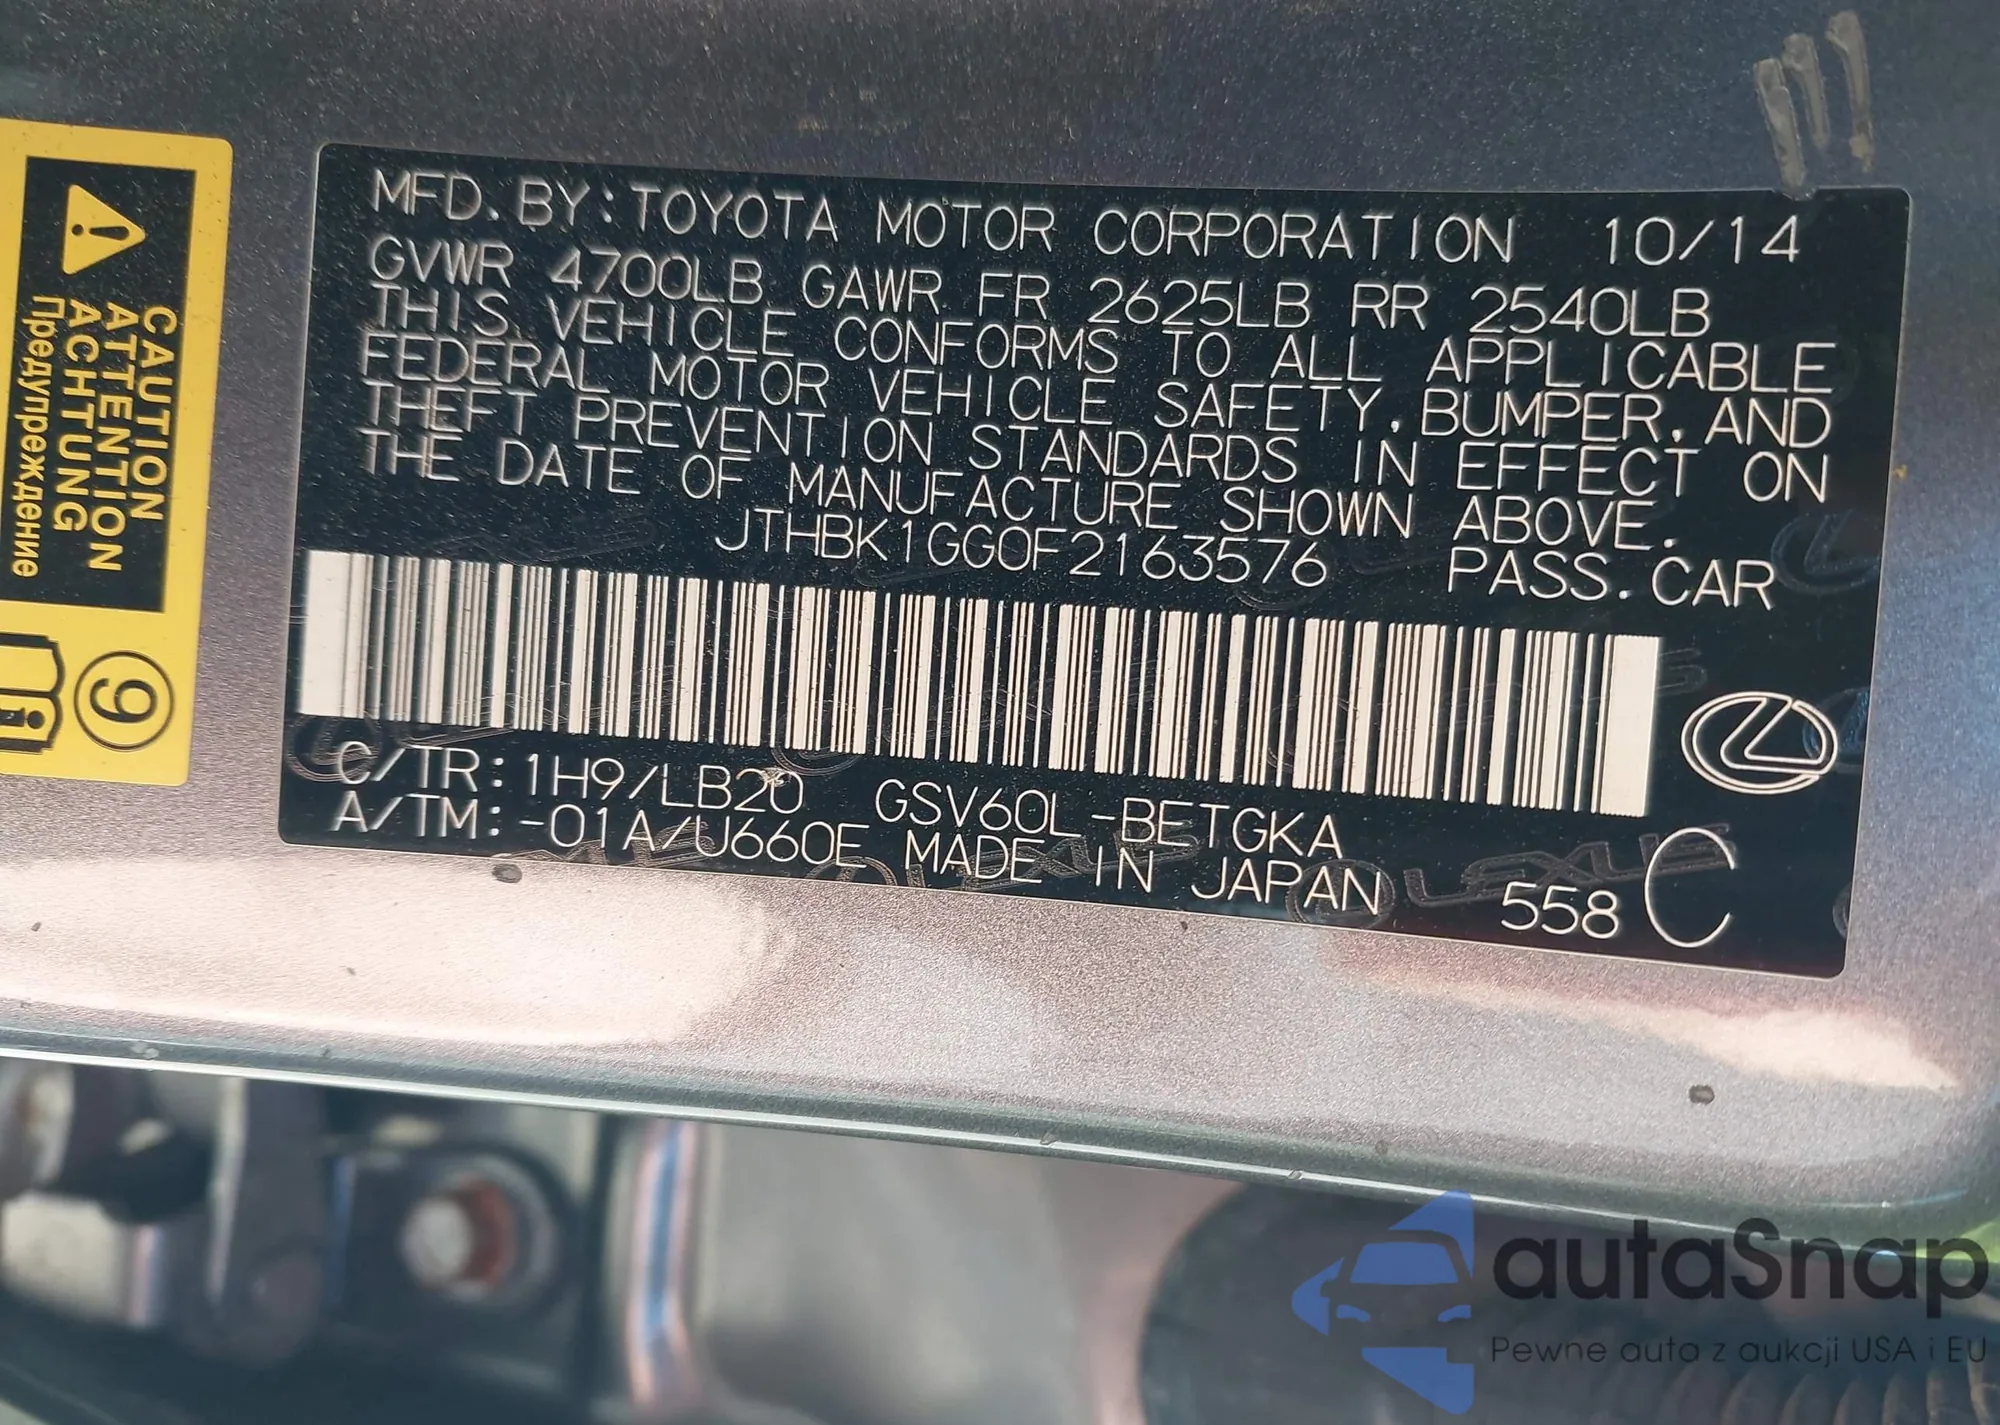 MFD. BY: TOYOTA MOTOR CORPORATION 10/14
GVWR 4700LB GAWR FR 2625LB RR 2540LB
THIS VEHICLE CONFORMS TO ALL APPLICABLE
FEDERAL MOTOR VEHICLE SAFETY, BUMPER, AND
THEFT PREVENTION STANDARDS IN EFFECT ON
THE DATE OF MANUFACTURE SHOWN ABOVE.
JTHBK1GG0F2163576 PASS. CAR
C/TR: 1H9/LB20 GSV60L-BETGKA
A/TM: -01A/U660E MADE IN JAPAN 558 C
LEXUS
CAUTION
ATTENTION
ACHTUNG
Предупреждение
9
autaSnap
Pewne auta z aukcji USA i EU